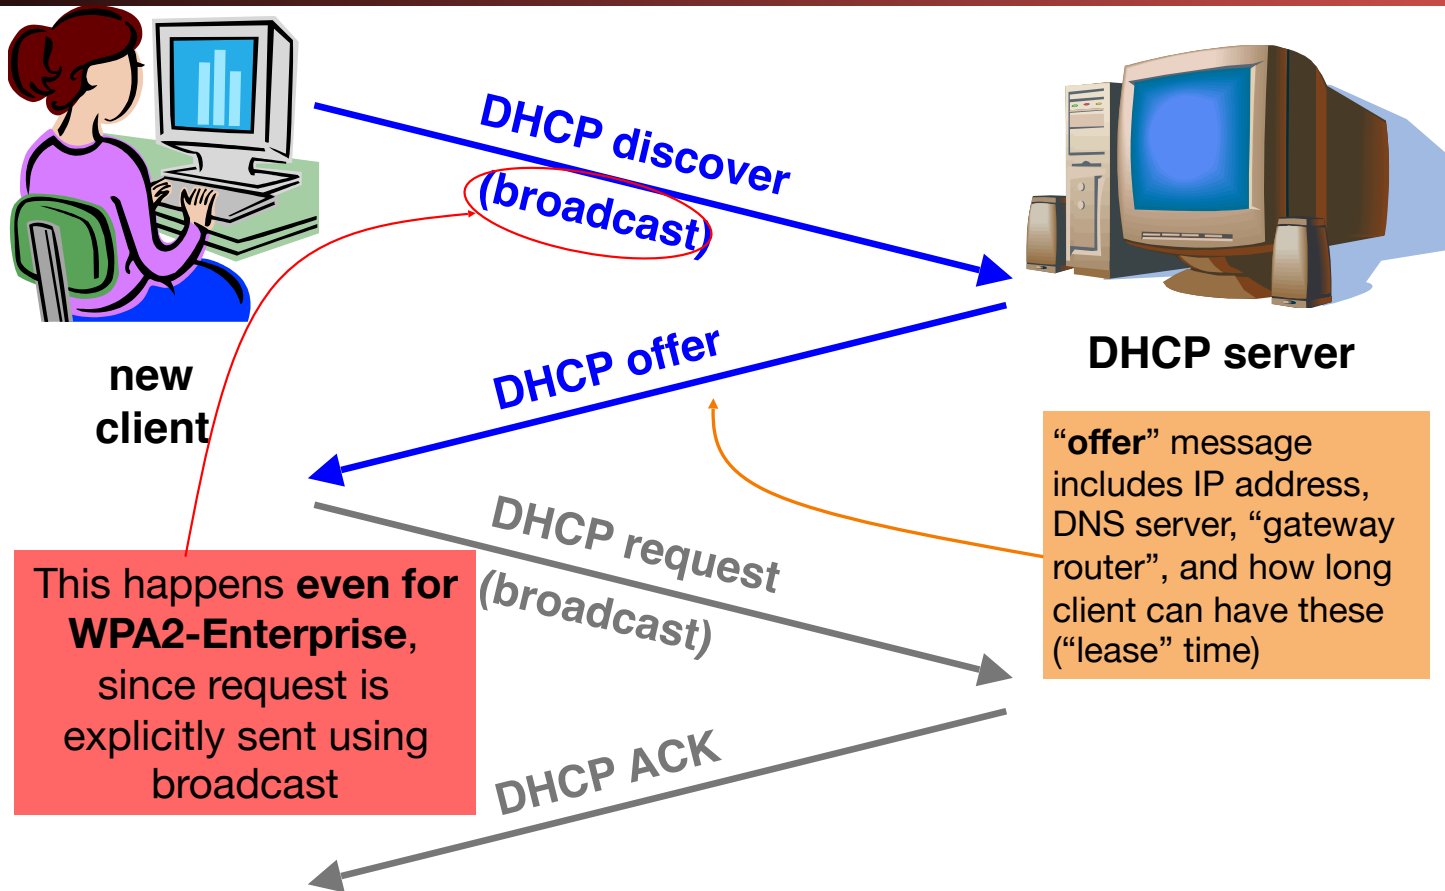 DHCP discover
(broadcast)
DHCP offer
new
client
DHCP server
“offer” message
includes IP address,
DNS server, “gateway
router”, and how long
client can have these
(“lease” time)
DHCP request
(broadcast)
This happens even for
WPA2-Enterprise,
since request is
explicitly sent using
broadcast
DHCP ACK